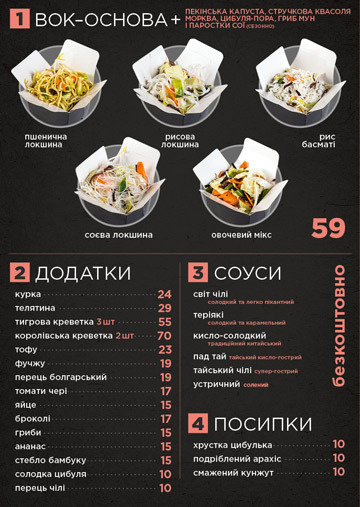 1 ВОК-ОСНОВА +
ПЕКІНСЬКА КАПУСТА, СТРУЧКОВА КВАСОЛЯ
МОРКВА, ЦИБУЛЯ-ПОРА, ГРИБ МУН
І ПАРОСТКИ СОЇ (СЕЗОННО)
пшенична
локшина
рисова
локшина
рис
басматі
соєва локшина
овочевий мікс
59
2 ДОДАТКИ
курка 24
телятина 29
тигрова креветка 3 шт 55
королівська креветка 2 шт 70
тофу 23
фучжу 19
перець болгарський 19
томати чері 17
яйце 15
броколі 17
гриби 15
ананас 15
стебло бамбуку 15
солодка цибуля 10
перець чілі 10
3 СОУСИ
світ чілі
солодкий та легко пікантний
теріякі
солодкий та карамельний
кисло-солодкий
традиційний китайський
пад тай тайський кисло-гострий
тайський чілі супер-гострий
устричний солений
безкоштовно
4 ПОСИПКИ
хрустка цибулька 10
подріблений арахіс 10
смажений кунжут 10